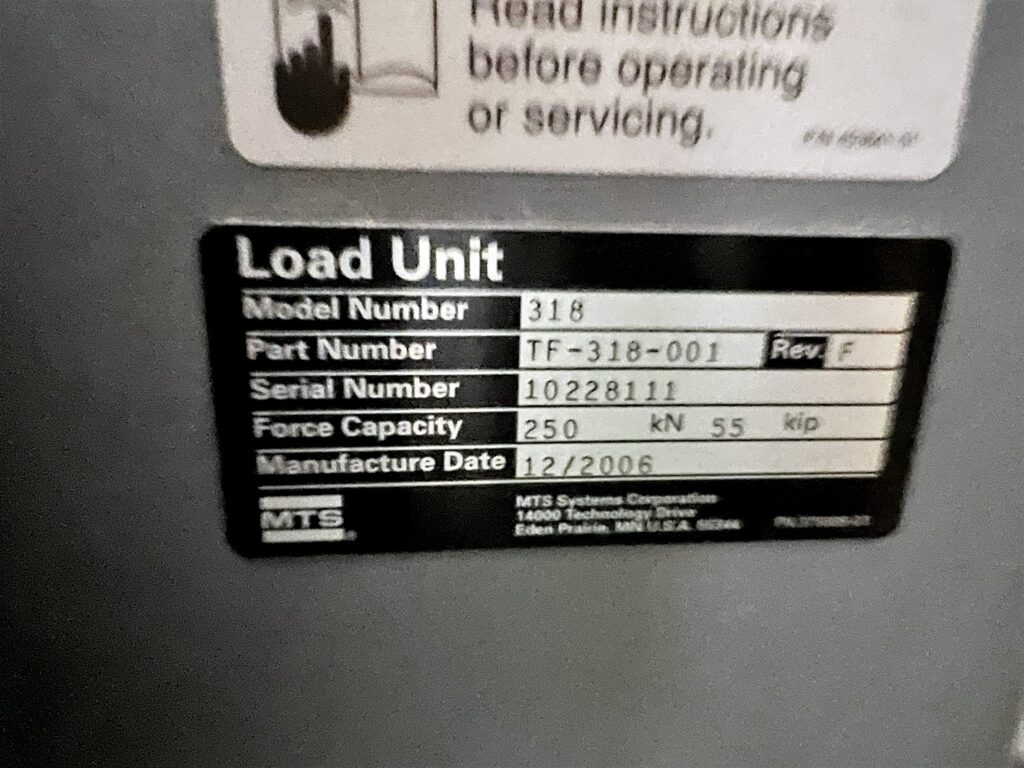 Read instructions
before operating
or servicing.
Load Unit
Model Number 318
Part Number TF-318-001 Rev. F
Serial Number 10228111
Force Capacity 250 kN 55 kip
Manufacture Date 12/2006
MTS
MTS Systems Corporation
14000 Technology Drive
Eden Prairie, MN U.S.A.